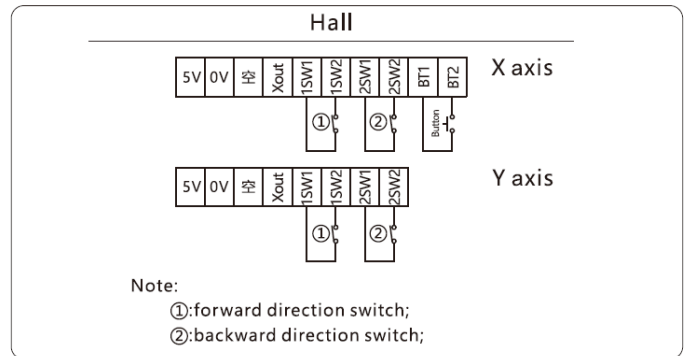 Hall
5V 0V 空 Xout 1SW1 1SW2 2SW1 2SW2 BT1 BT2 X axis
① ② Button
5V 0V 空 Xout 1SW1 1SW2 2SW1 2SW2 Y axis
① ②
Note:
①:forward direction switch;
②:backward direction switch;